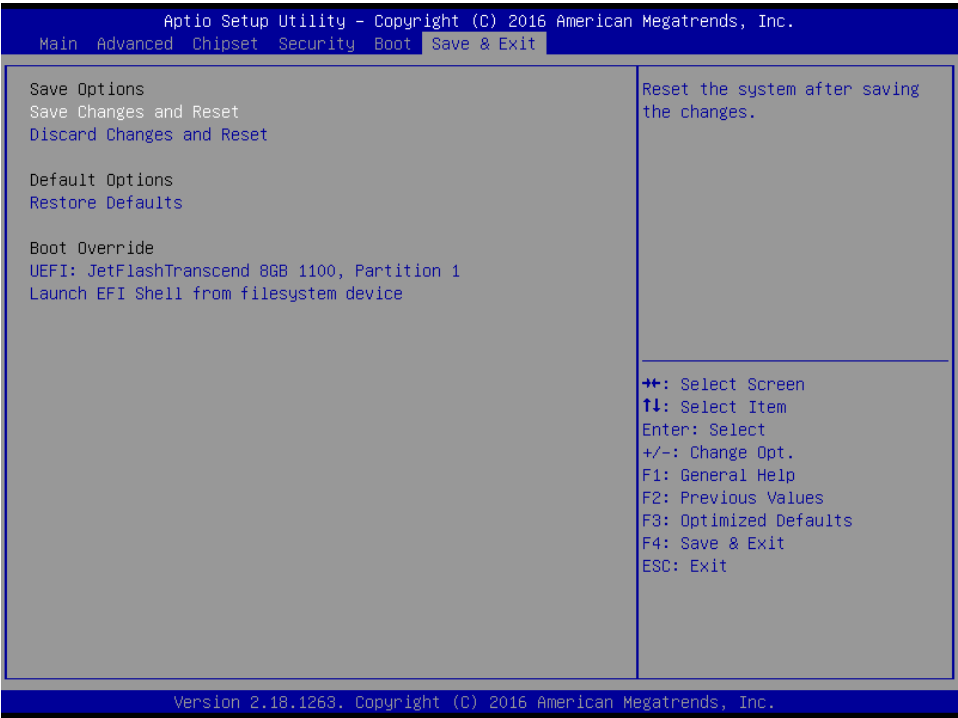 Aptio Setup Utility – Copyright (C) 2016 American Megatrends, Inc.
Main Advanced Chipset Security Boot Save & Exit
Save Options
Save Changes and Reset
Discard Changes and Reset
Default Options
Restore Defaults
Boot Override
UEFI: JetFlashTranscend 8GB 1100, Partition 1
Launch EFI Shell from filesystem device
Reset the system after saving
the changes.
→←: Select Screen
↑↓: Select Item
Enter: Select
+/-: Change Opt.
F1: General Help
F2: Previous Values
F3: Optimized Defaults
F4: Save & Exit
ESC: Exit
Version 2.18.1263. Copyright (C) 2016 American Megatrends, Inc.